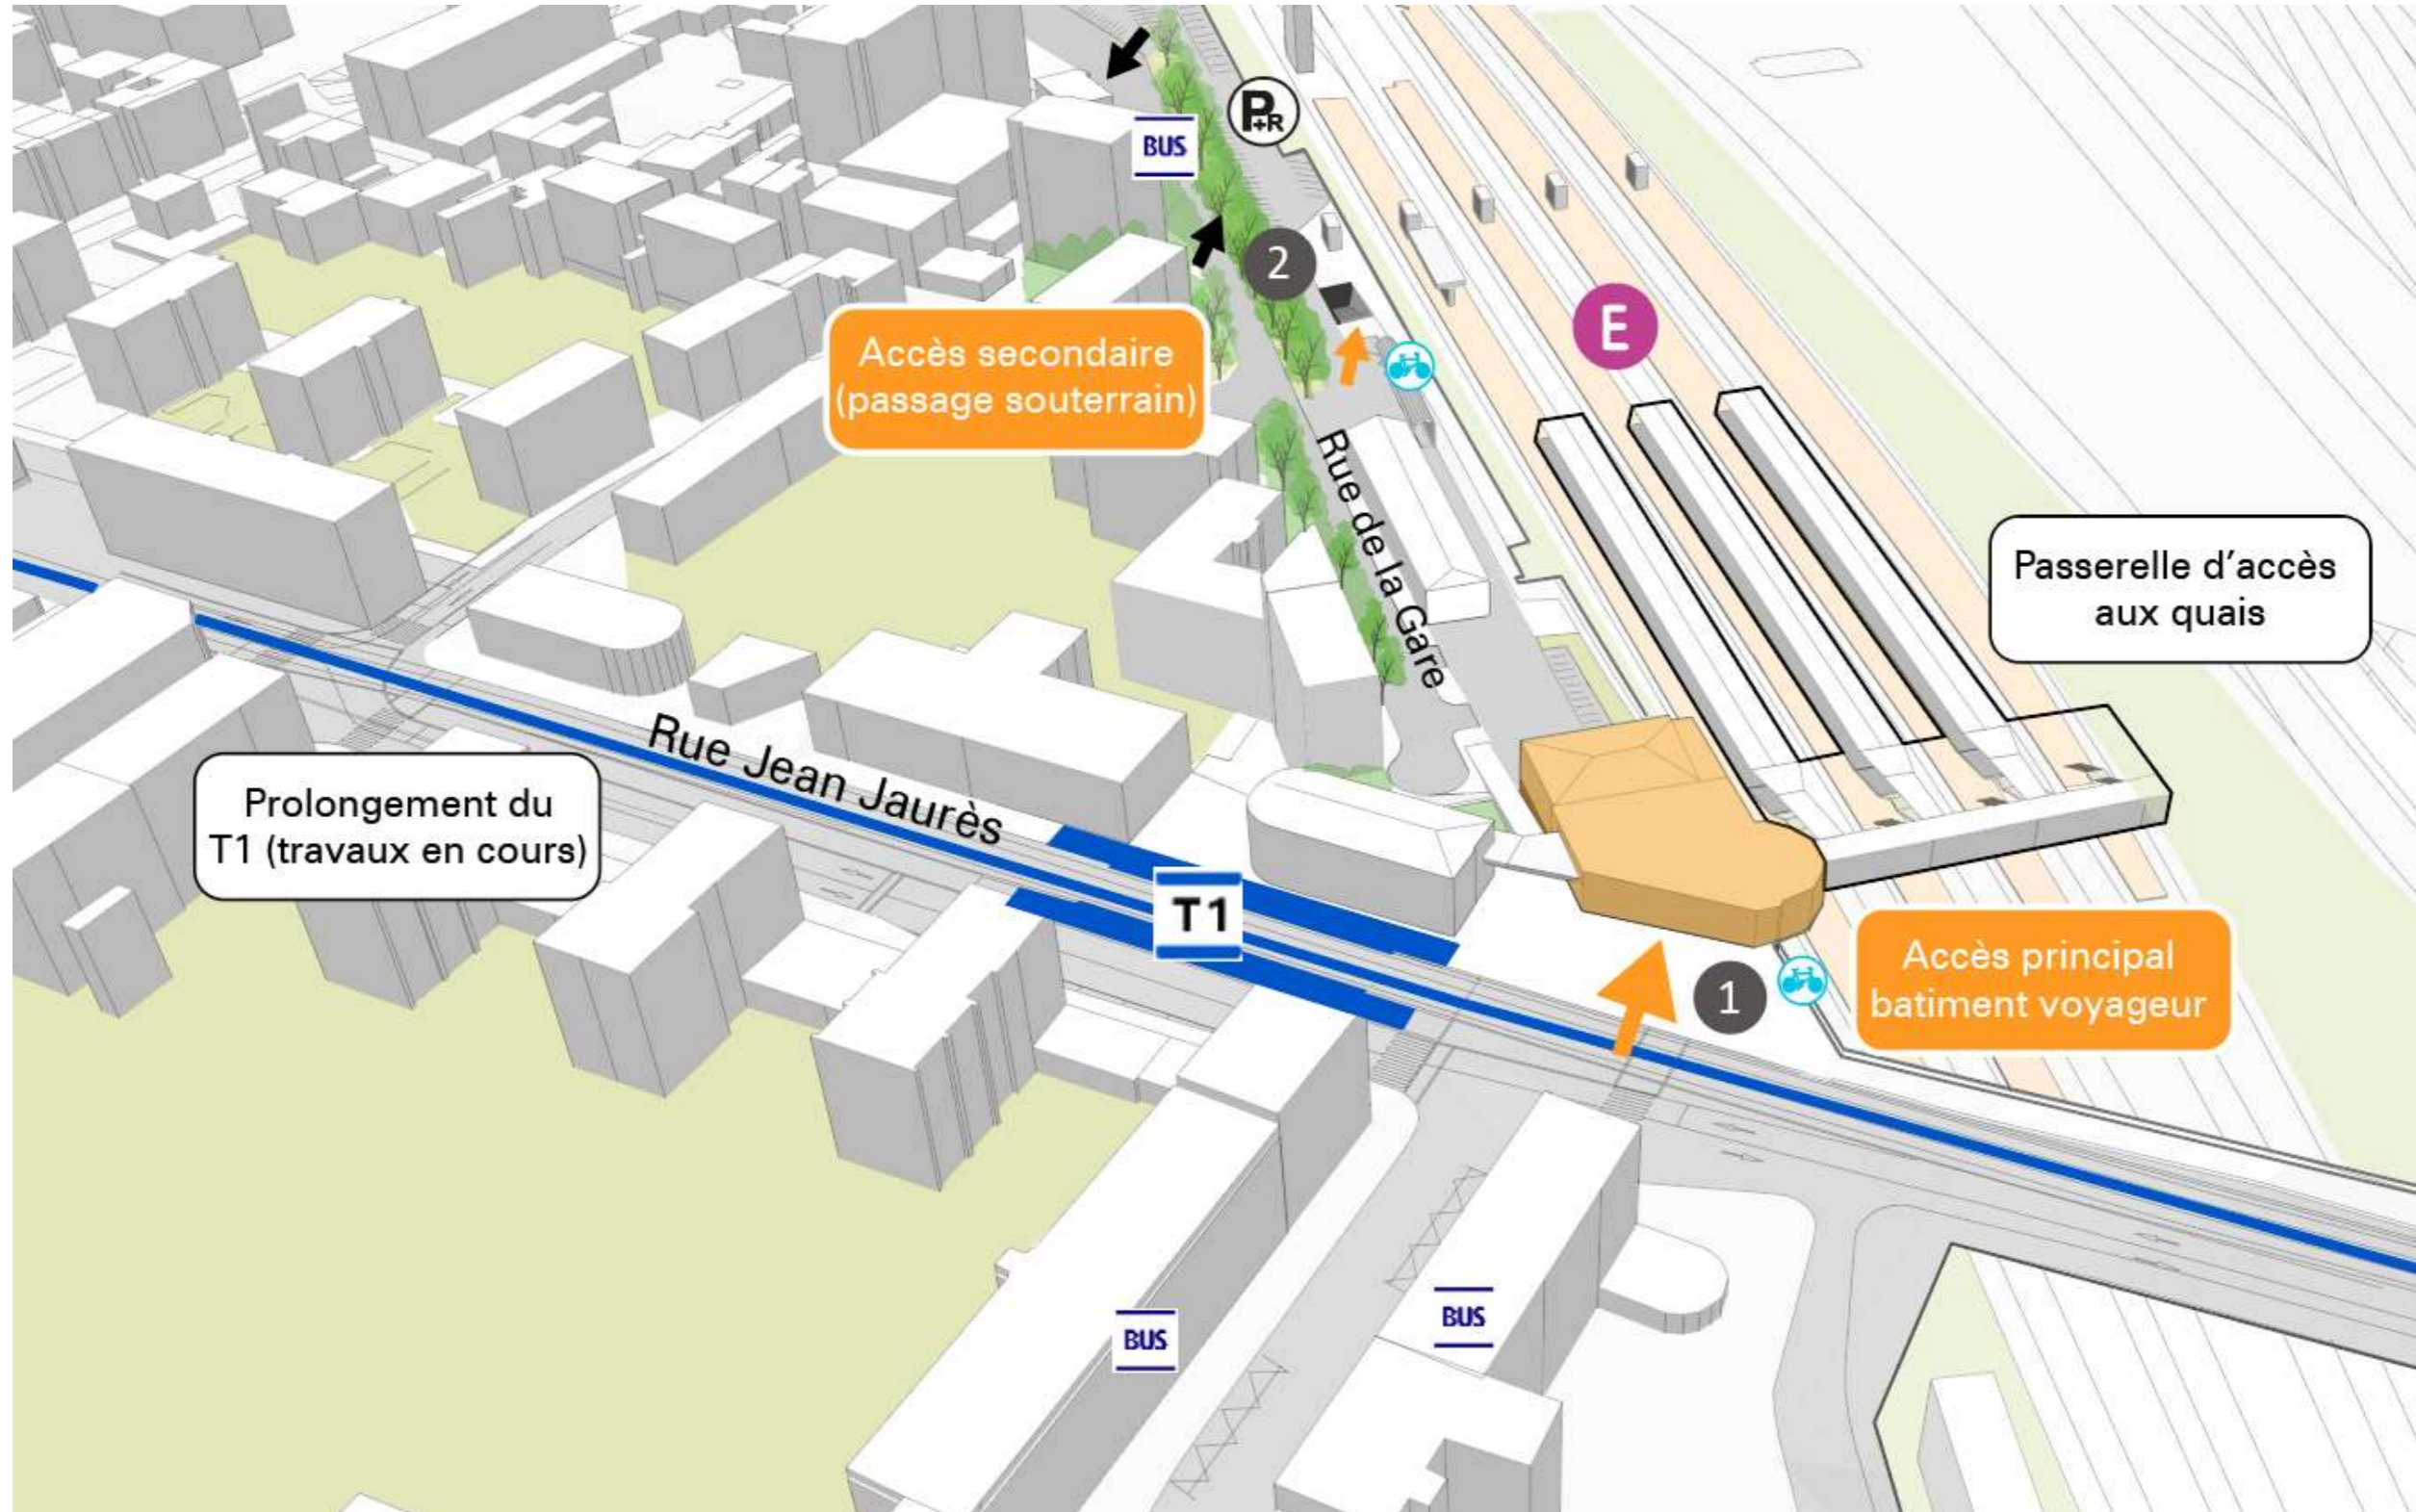 P+R
BUS
2
Accès secondaire
(passage souterrain)
E
Rue de la Gare
Passerelle d'accès
aux quais
Rue Jean Jaurès
Prolongement du
T1 (travaux en cours)
T1
Accès principal
batiment voyageur
1
BUS
BUS